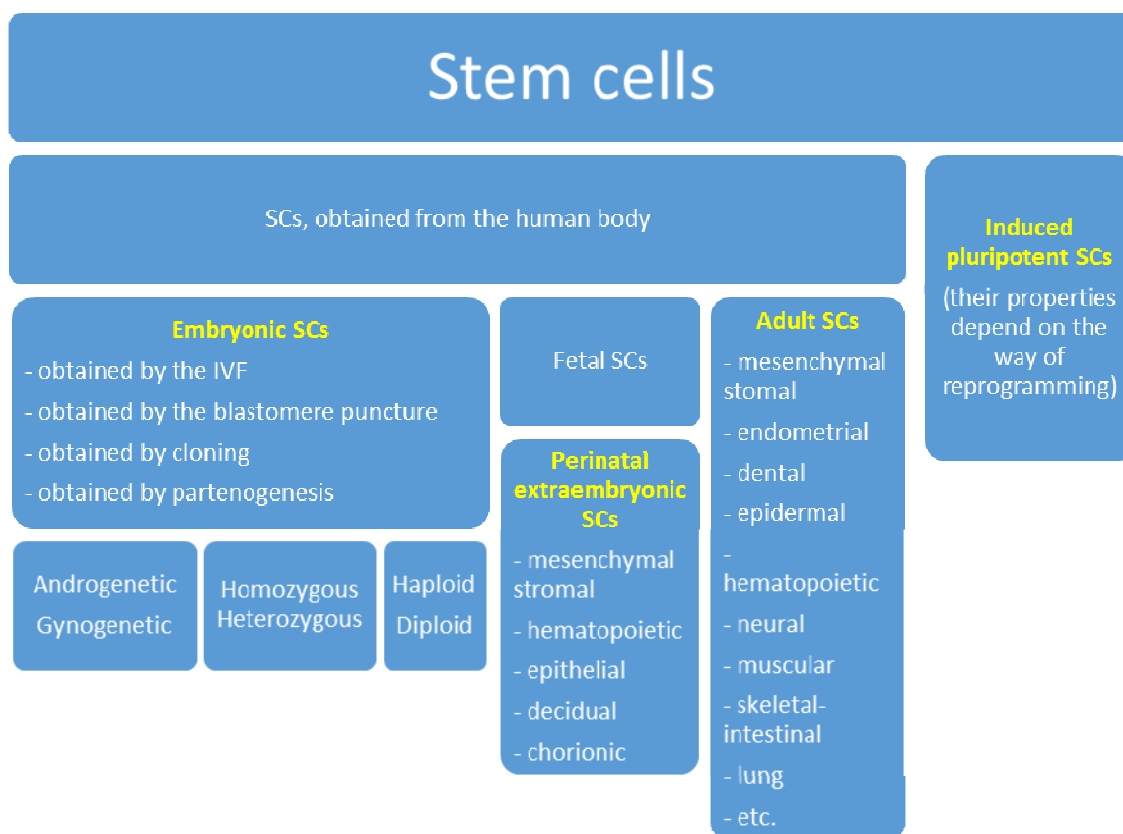 Stem cells
SCs, obtained from the human body
Induced
pluripotent SCs
(their properties
depend on the
way of
reprogramming)
Embryonic SCs
- obtained by the IVF
- obtained by the blastomere puncture
- obtained by cloning
- obtained by partenogenesis
Androgenetic
Gynogenetic
Homozygous
Heterozygous
Haploid
Diploid
Fetal SCs
Perinatal
extraembryonic
SCs
- mesenchymal
stromal
- hematopoietic
- epithelial
- decidual
- chorionic
Adult SCs
- mesenchymal
stomal
- endometrial
- dental
- epidermal
-
hematopoietic
- neural
- muscular
- skeletal-
intestinal
- lung
- etc.